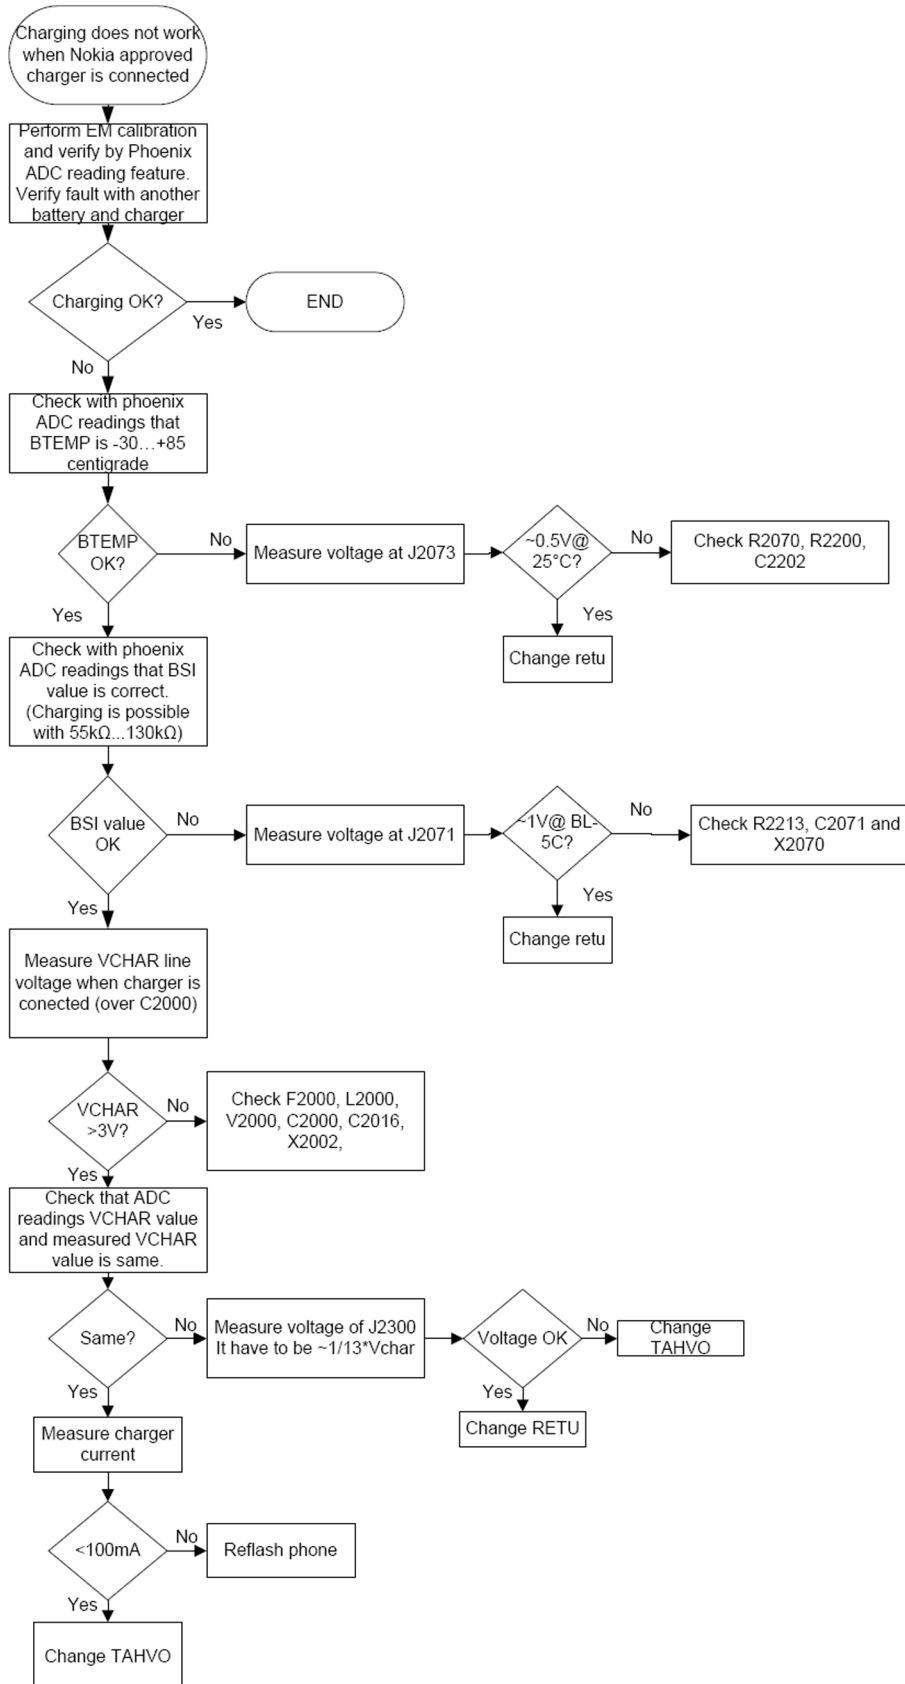 Charging does not work
when Nokia approved
charger is connected
Perform EM calibration
and verify by Phoenix
ADC reading feature.
Verify fault with another
battery and charger
Charging OK?
Yes
END
No
Check with phoenix
ADC readings that
BTEMP is -30…+85
centigrade
BTEMP
OK?
No
Measure voltage at J2073
~0.5V@
25°C?
No
Check R2070, R2200,
C2202
Yes
Change retu
Yes
Check with phoenix
ADC readings that BSI
value is correct.
(Charging is possible
with 55kΩ...130kΩ)
BSI value
OK
No
Measure voltage at J2071
~1V@ BL-
5C?
No
Check R2213, C2071 and
X2070
Yes
Change retu
Yes
Measure VCHAR line
voltage when charger is
conected (over C2000)
VCHAR
>3V?
No
Check F2000, L2000,
V2000, C2000, C2016,
X2002,
Yes
Check that ADC
readings VCHAR value
and measured VCHAR
value is same.
Same?
No
Measure voltage of J2300
It have to be ~1/13*Vchar
Voltage OK
No
Change
TAHVO
Yes
Change RETU
Yes
Measure charger
current
<100mA
No
Reflash phone
Yes
Change TAHVO